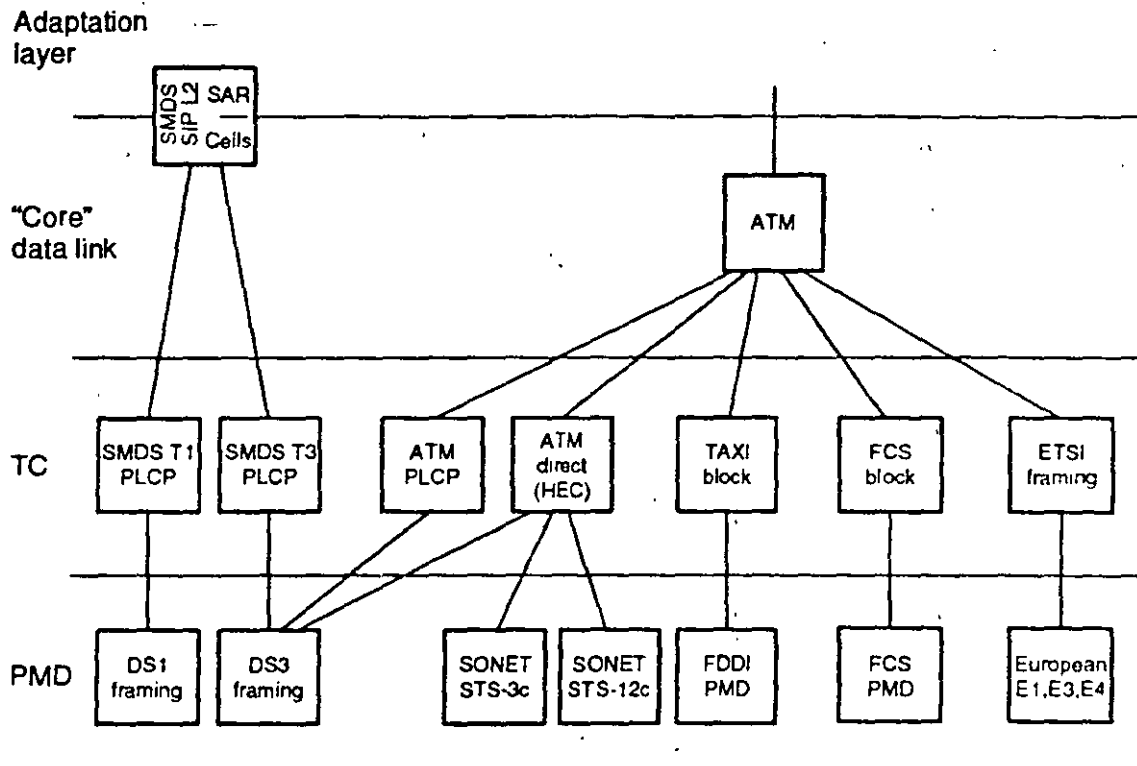 Adaptation
layer
SMDS
SIP L2
SAR
Cells
"Core"
data link
ATM
TC
SMDS T1
PLCP
SMDS T3
PLCP
ATM
PLCP
ATM
direct
(HEC)
TAXI
block
FCS
block
ETSI
framing
PMD
DS1
framing
DS3
framing
SONET
STS-3c
SONET
STS-12c
FDDI
PMD
FCS
PMD
European
E1,E3,E4